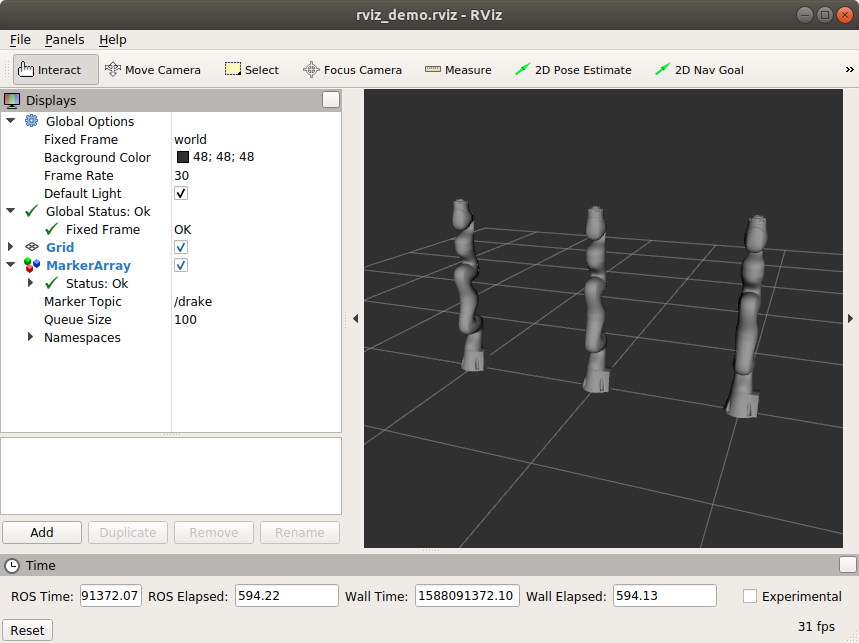 rviz_demo.rviz - RViz
File Panels Help
Interact Move Camera Select Focus Camera Measure 2D Pose Estimate 2D Nav Goal »
Displays
Global Options
Fixed Frame world
Background Color 48; 48; 48
Frame Rate 30
Default Light
Global Status: Ok
Fixed Frame OK
Grid
MarkerArray
Status: Ok
Marker Topic /drake
Queue Size 100
Namespaces
Add Duplicate Remove Rename
Time
ROS Time: 91372.07 ROS Elapsed: 594.22 Wall Time: 1588091372.10 Wall Elapsed: 594.13 Experimental
Reset 31 fps